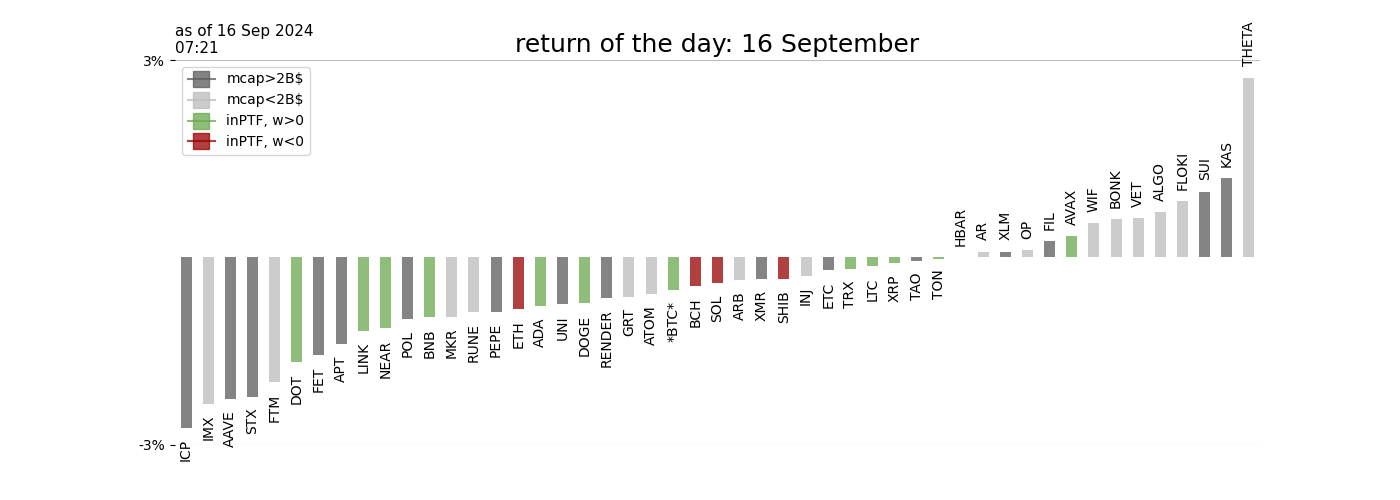 as of 16 Sep 2024
07:21
return of the day: 16 September
3%
mcap>2B$
mcap<2B$
inPTF, w>0
inPTF, w<0
-3%
ICP
IMX
AAVE
STX
FTM
DOT
FET
APT
LINK
NEAR
POL
BNB
MKR
RUNE
PEPE
ETH
ADA
UNI
DOGE
RENDER
GRT
ATOM
*BTC*
BCH
SOL
ARB
XMR
SHIB
INJ
ETC
TRX
LTC
XRP
TAO
TON
HBAR
AR
XLM
OP
FIL
AVAX
WIF
BONK
VET
ALGO
FLOKI
SUI
KAS
THETA